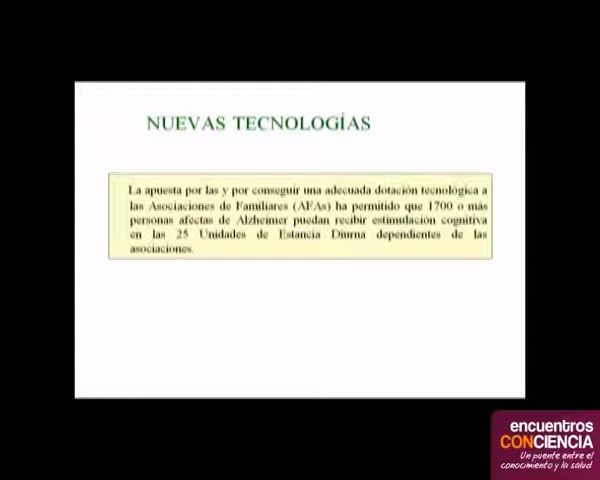 NUEVAS TECNOLOGÍAS
La apuesta por las y por conseguir una adecuada dotación tecnológica a
las Asociaciones de Familiares (AFAs) ha permitido que 1700 o más
personas afectas de Alzheimer puedan recibir estimulación cognitiva
en las 25 Unidades de Estancia Diurna dependientes de las
asociaciones.
encuentros
CONCIENCIA
Un puente entre el
conocimiento y la salud